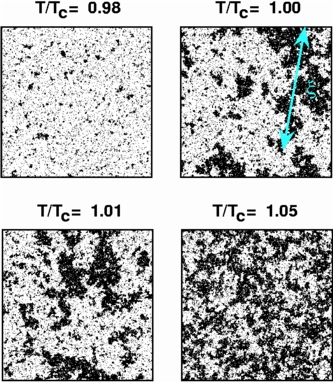 T/Tc= 0.98
T/Tc= 1.00
ξ
T/Tc= 1.01
T/Tc= 1.05